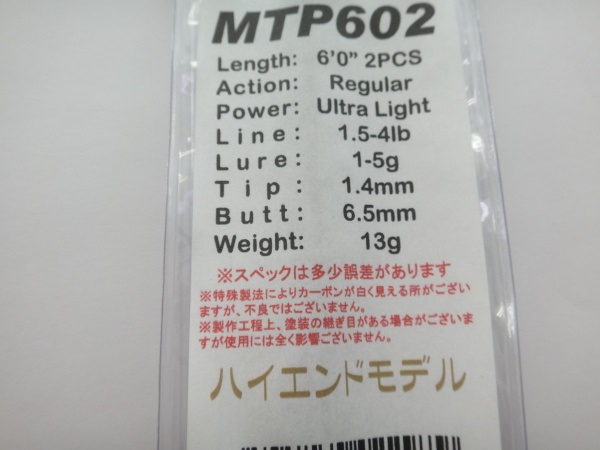 MTP602
Length: 6'0" 2PCS
Action: Regular
Power: Ultra Light
Line: 1.5-4lb
Lure: 1-5g
Tip: 1.4mm
Butt: 6.5mm
Weight: 13g
※スペックは多少誤差があります
※特殊製法によりカーボンが白く見える所がござい
ますが、不良ではございません。
※製作工程上、塗装の継ぎ目がある場合がございま
すが使用には全く影響ございません。
ハイエンドモデル